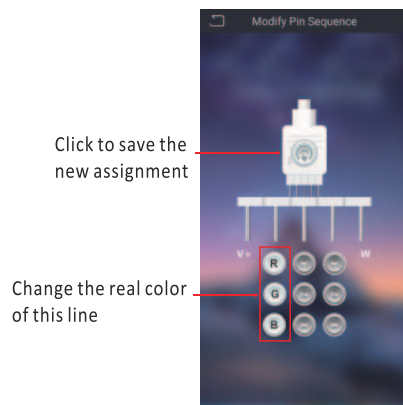 Modify Pin Sequence
Click to save the
new assignment
V+ W
R
Change the real color
G
of this line
B